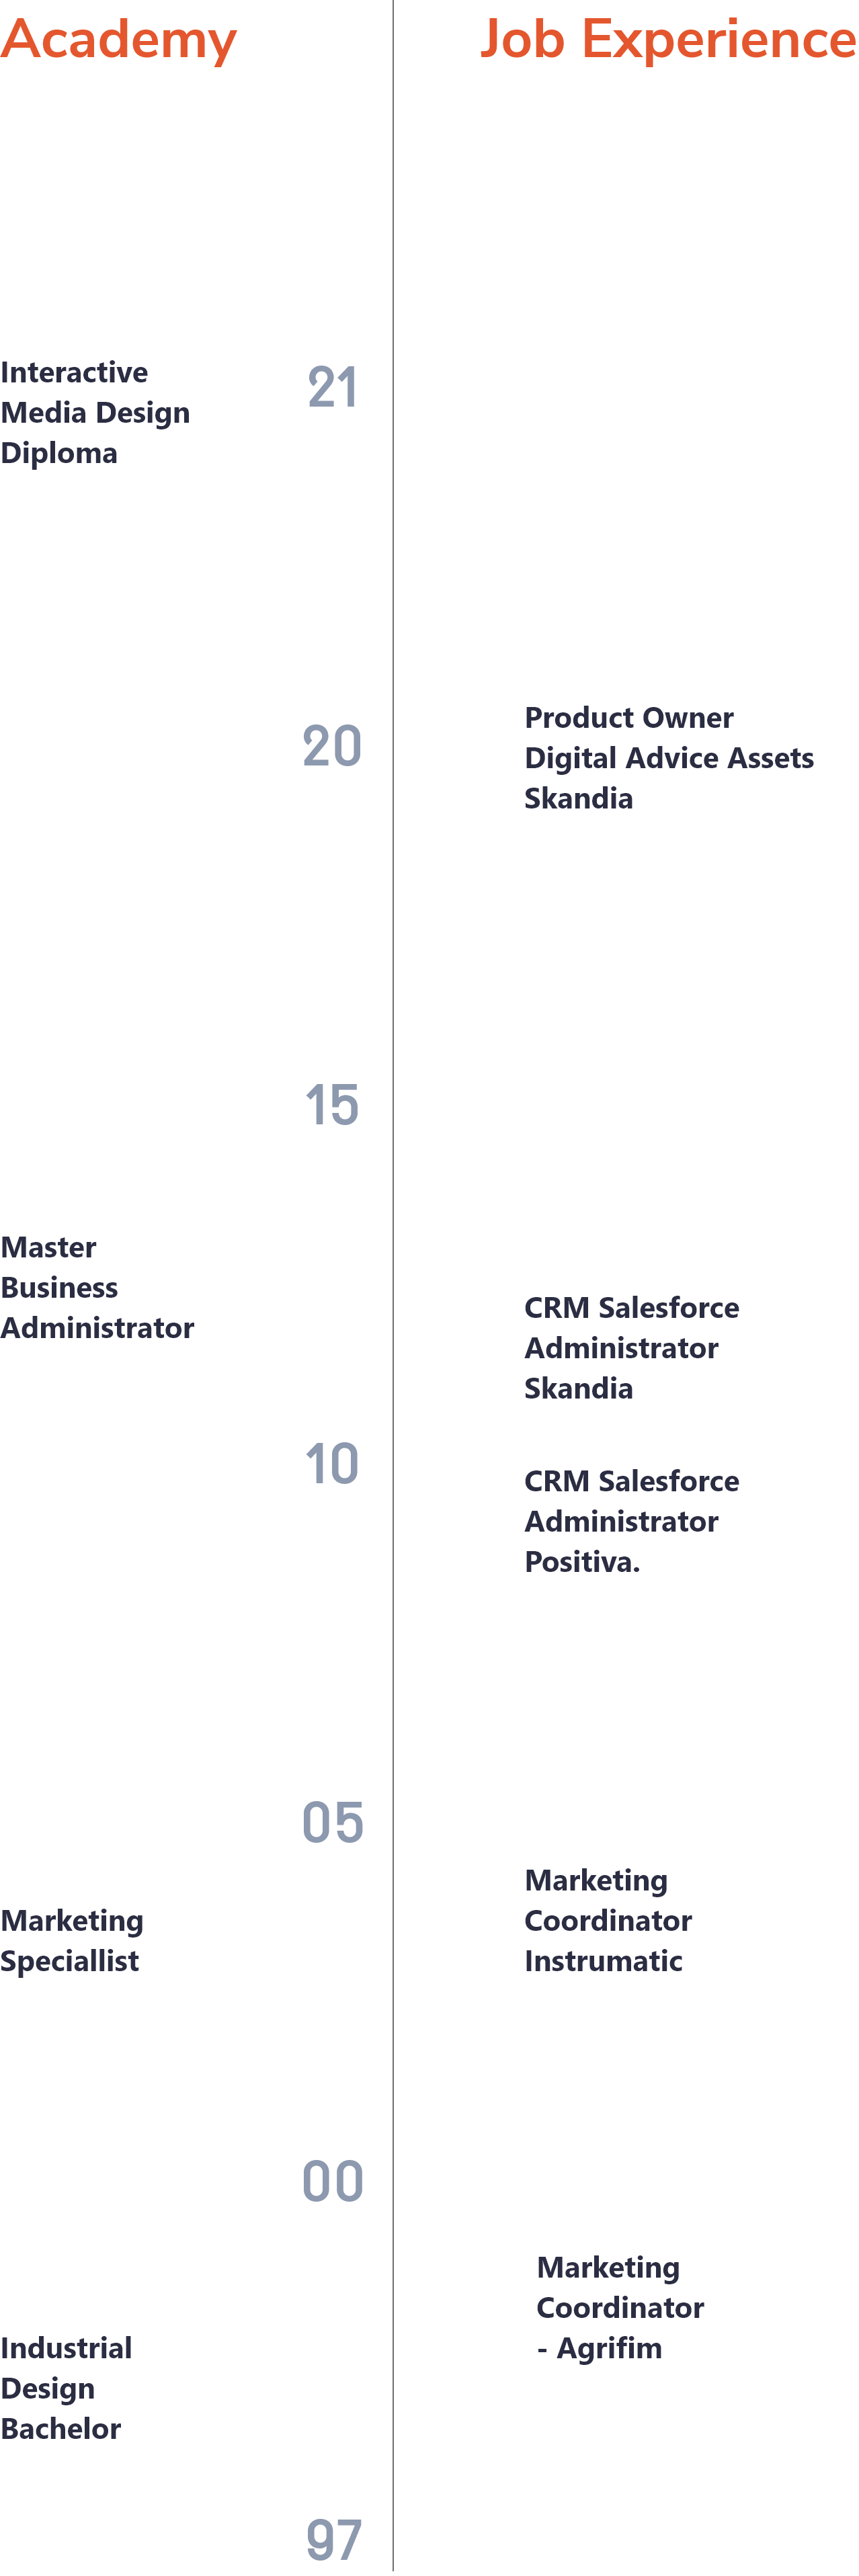 Academy
Job Experience
Interactive
Media Design
Diploma
21
20
Product Owner
Digital Advice Assets
Skandia
15
Master
Business
Administrator
CRM Salesforce
Administrator
Skandia
10
CRM Salesforce
Administrator
Positiva.
05
Marketing
Speciallist
Marketing
Coordinator
Instrumatic
00
Marketing
Coordinator
- Agrifim
Industrial
Design
Bachelor
97